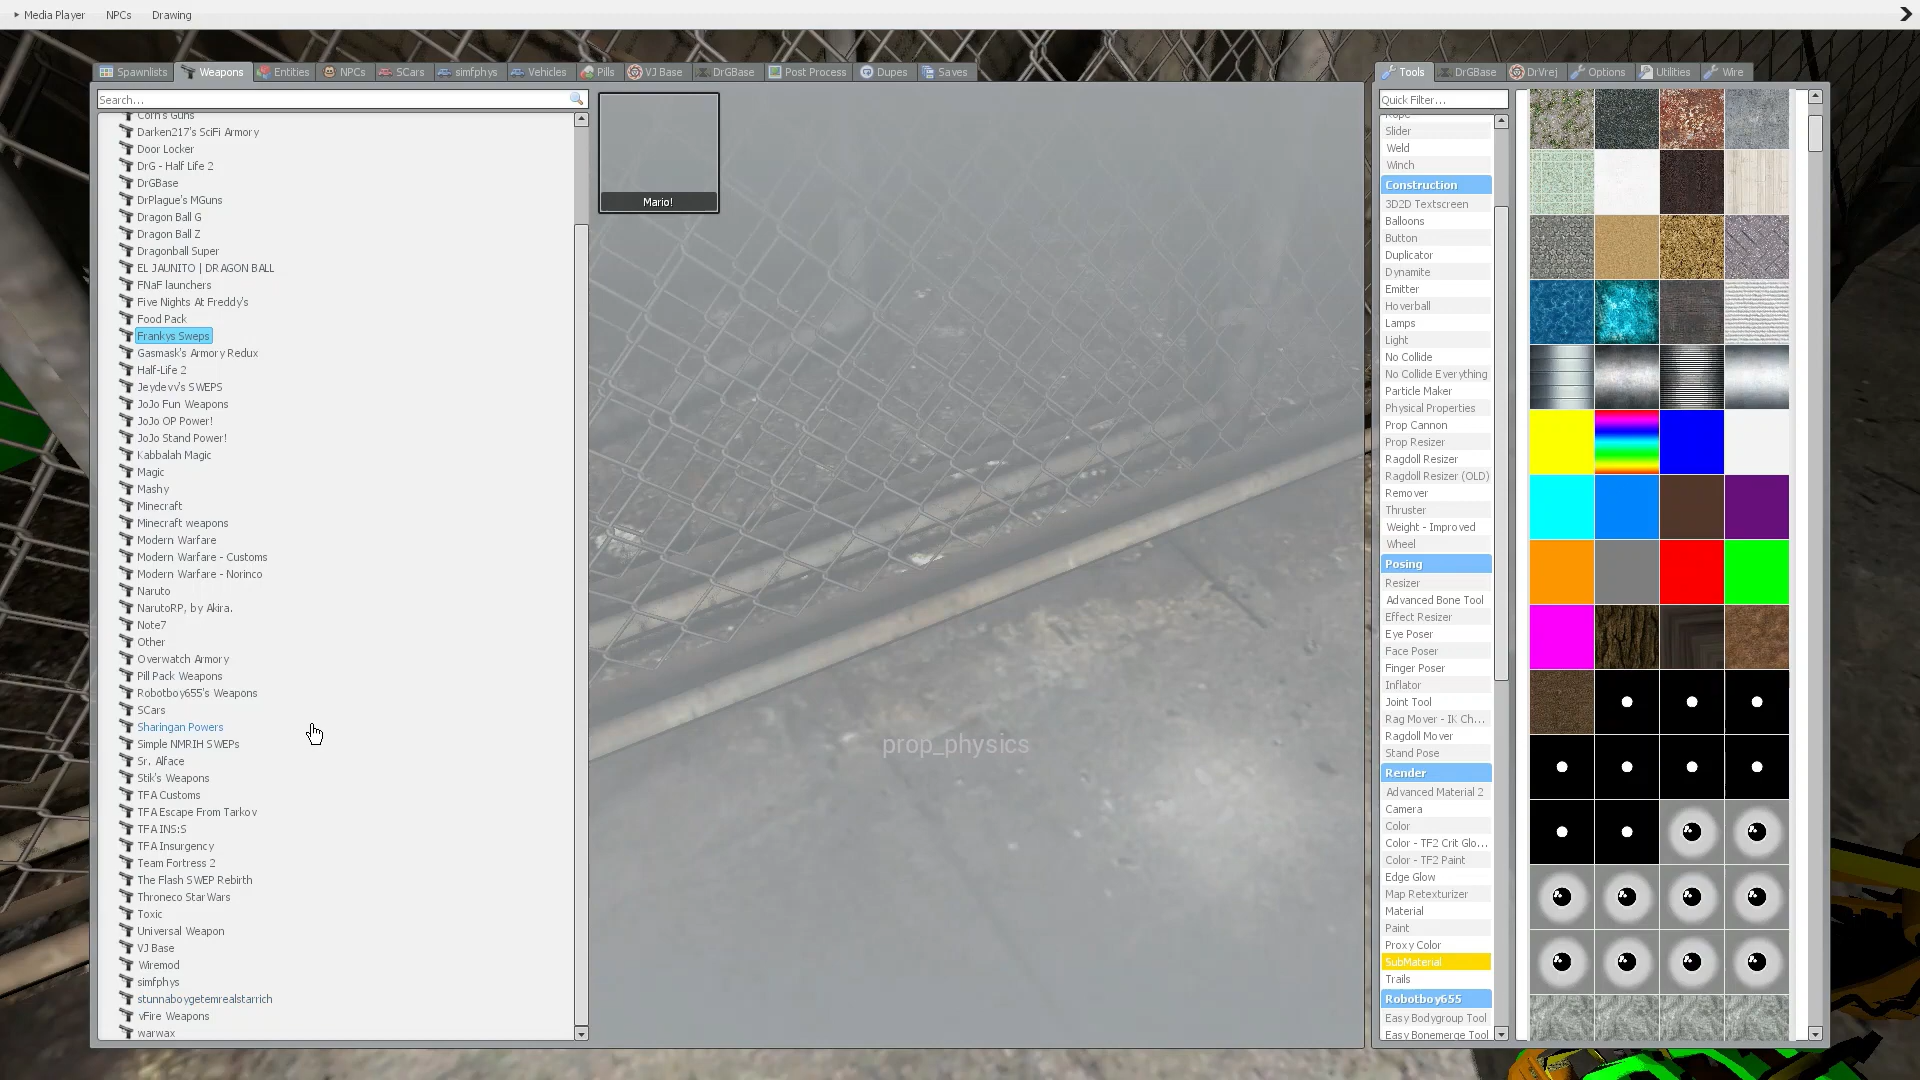 Media Player NPCs Drawing
Spawnlists Weapons Entities NPCs SCars simfphys Vehicles Pills VJ Base DrGBase Post Process Dupes Saves
Search...
Corn's Guns
Darken217's SciFi Armory
Door Locker
DrG - Half Life 2
DrGBase
DrPlague's MGuns
Dragon Ball G
Dragon Ball Z
Dragonball Super
EL JAUNITO | DRAGON BALL
FNaF launchers
Five Nights At Freddy's
Food Pack
Frankys Sweps
Gasmask's Armory Redux
Half-Life 2
Jeydevv's SWEPS
JoJo Fun Weapons
JoJo OP Power!
JoJo Stand Power!
Kabbalah Magic
Magic
Mashy
Minecraft
Minecraft weapons
Modern Warfare
Modern Warfare - Customs
Modern Warfare - Norinco
Naruto
NarutoRP, by Akira.
Note7
Other
Overwatch Armory
Pill Pack Weapons
Robotboy655's Weapons
SCars
Sharingan Powers
Simple NMRIH SWEPs
Sr. Alface
Stik's Weapons
TFA Customs
TFA Escape From Tarkov
TFA INS:S
TFA Insurgency
Team Fortress 2
The Flash SWEP Rebirth
Throneco StarWars
Toxic
Universal Weapon
VJ Base
Wiremod
simfphys
stunnaboygetemrealstarrich
vFire Weapons
warwax
Mario!
prop_physics
Tools DrGBase DrVrej Options Utilities Wire
Quick Filter...
Rope
Slider
Weld
Winch
Construction
3D2D Textscreen
Balloons
Button
Duplicator
Dynamite
Emitter
Hoverball
Lamps
Light
No Collide
No Collide Everything
Particle Maker
Physical Properties
Prop Cannon
Prop Resizer
Ragdoll Resizer
Ragdoll Resizer (OLD)
Remover
Thruster
Weight - Improved
Wheel
Posing
Resizer
Advanced Bone Tool
Effect Resizer
Eye Poser
Face Poser
Finger Poser
Inflator
Joint Tool
Rag Mover - IK Ch...
Ragdoll Mover
Stand Pose
Render
Advanced Material 2
Camera
Color
Color - TF2 Crit Glo...
Color - TF2 Paint
Edge Glow
Map Retexturizer
Material
Paint
Proxy Color
SubMaterial
Trails
Robotboy655
Easy Bodygroup Tool
Easy Bonemerge Tool